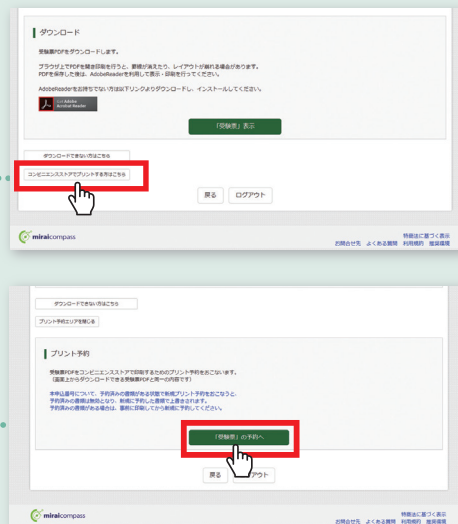 ダウンロード
受験票PDFをダウンロードします。
ブラウザ上でPDFを開き印刷を行うと、罫線が消えたり、レイアウトが崩れる場合があります。
PDFを保存した後は、AdobeReaderを利用して表示・印刷を行ってください。
AdobeReaderをお持ちでない方は以下リンクよりダウンロードし、インストールしてください。
Get Adobe
Acrobat Reader
「受験票」表示
ダウンロードできない方はこちら
コンビニエンスストアでプリントする方はこちら
戻る ログアウト
miraicompass
特商法に基づく表示
お問合せ先 よくある質問 利用規約 推奨環境
ダウンロードできない方はこちら
プリント予約エリアを閉じる
プリント予約
受験票をコンビニエンスストアで印刷するためのプリント予約をおこないます。
(画面上からダウンロードできる受験票PDFと同一の内容です)
本申込番号について、予約済みの書類がある状態で新規プリント予約をおこなうと、
予約済みの書類は無効となり、新規に予約した書類で上書きされます。
予約済みの書類がある場合は、事前に印刷してから新規に予約してください。
「受験票」の予約へ
戻る グアウト
miraicompass
特商法に基づく表示
お問合せ先 よくある質問 利用規約 推奨環境